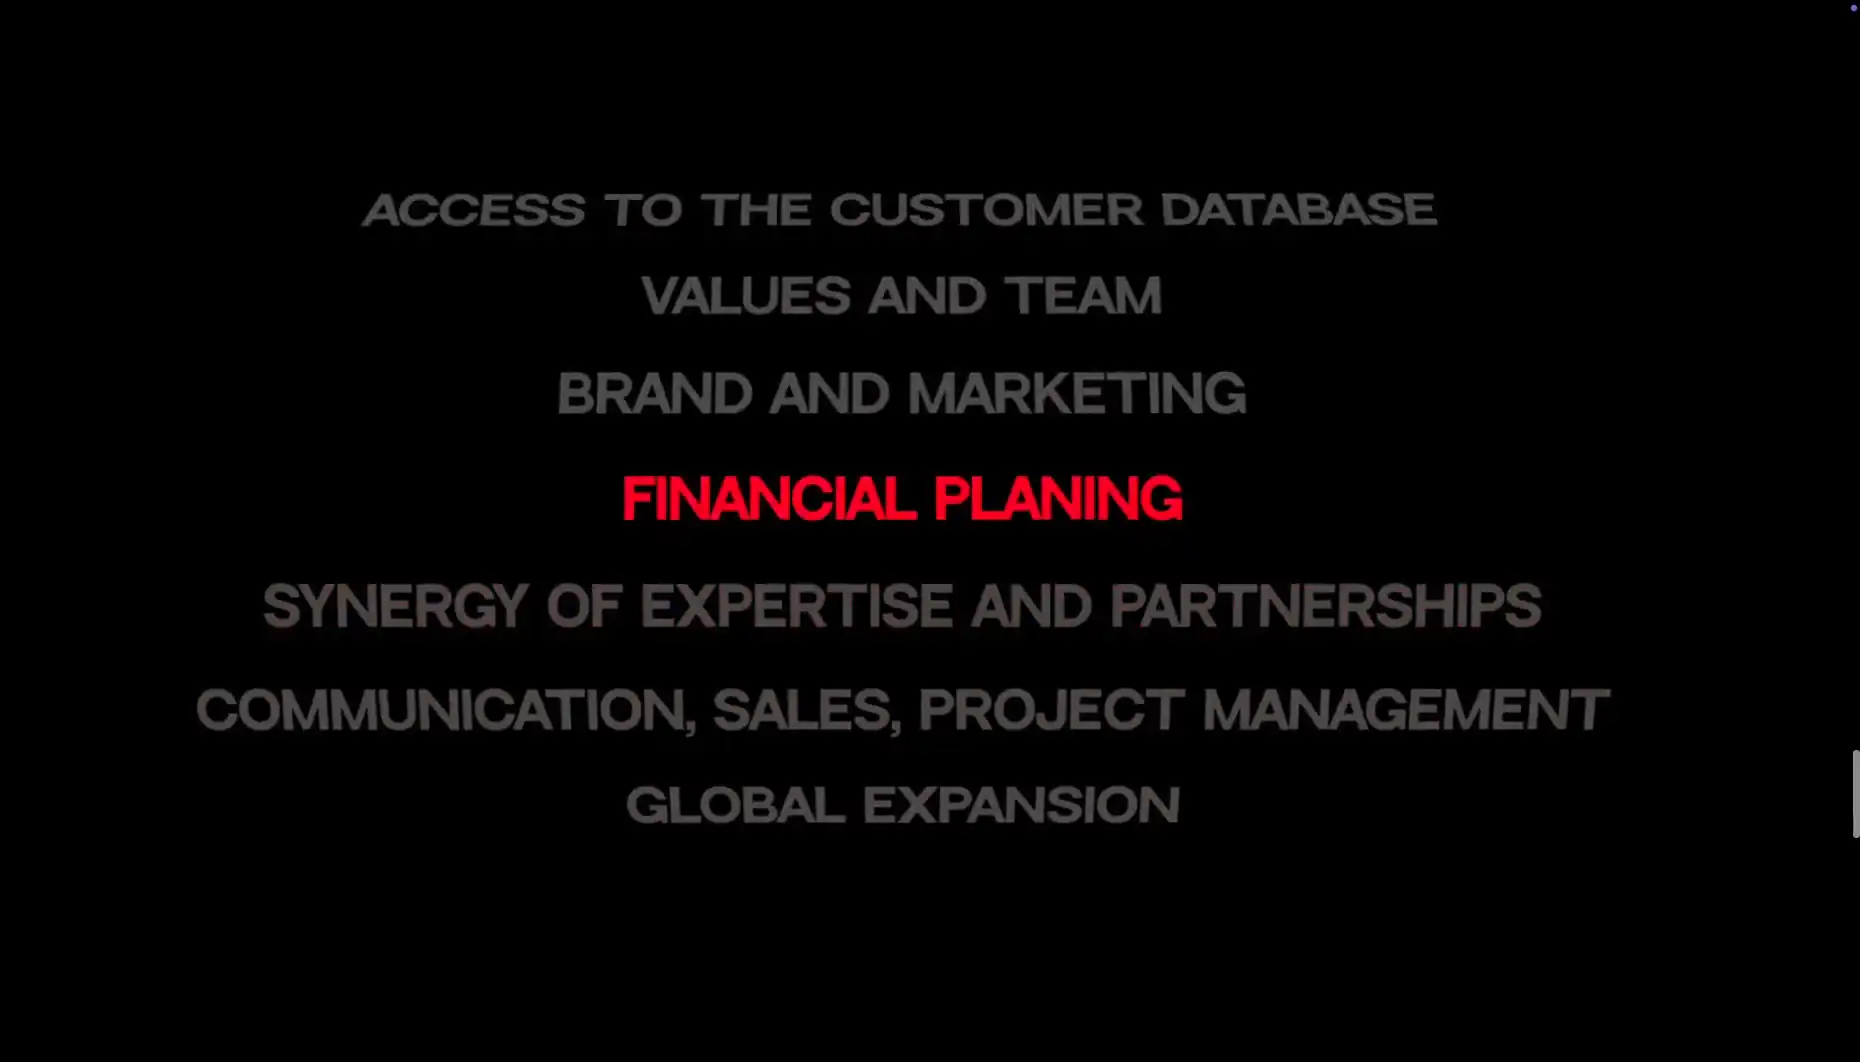 ACCESS TO THE CUSTOMER DATABASE
VALUES AND TEAM
BRAND AND MARKETING
FINANCIAL PLANING
SYNERGY OF EXPERTISE AND PARTNERSHIPS
COMMUNICATION, SALES, PROJECT MANAGEMENT
GLOBAL EXPANSION